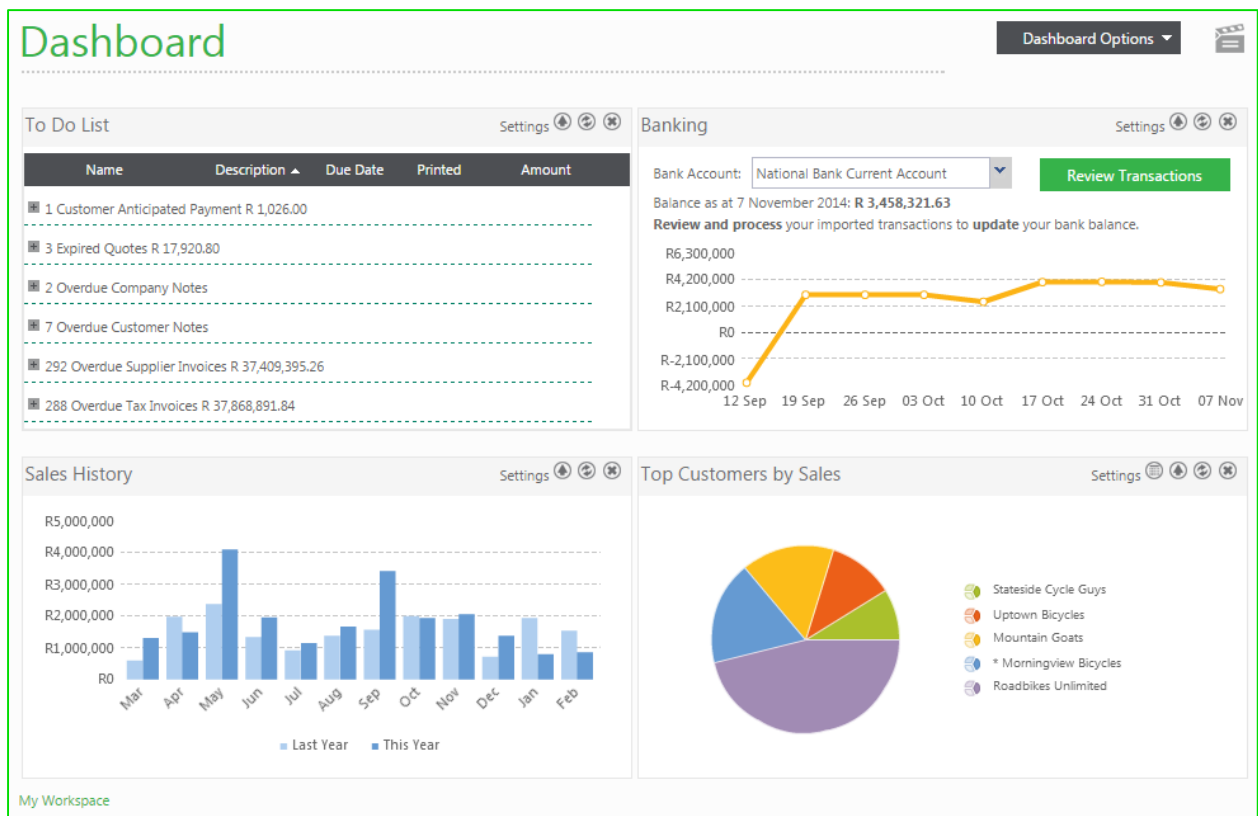 Dashboard
Dashboard Options
To Do List
Settings
Name Description Due Date Printed Amount
1 Customer Anticipated Payment R 1,026.00
3 Expired Quotes R 17,920.80
2 Overdue Company Notes
7 Overdue Customer Notes
292 Overdue Supplier Invoices R 37,409,395.26
288 Overdue Tax Invoices R 37,868,891.84
Banking
Settings
Bank Account: National Bank Current Account
Review Transactions
Balance as at 7 November 2014: R 3,458,321.63
Review and process your imported transactions to update your bank balance.
R6,300,000
R4,200,000
R2,100,000
R0
R-2,100,000
R-4,200,000
12 Sep 19 Sep 26 Sep 03 Oct 10 Oct 17 Oct 24 Oct 31 Oct 07 Nov
Sales History
Settings
R5,000,000
R4,000,000
R3,000,000
R2,000,000
R1,000,000
R0
Mar Apr May Jun Jul Aug Sep Oct Nov Dec Jan Feb
Last Year This Year
Top Customers by Sales
Settings
Stateside Cycle Guys
Uptown Bicycles
Mountain Goats
* Morningview Bicycles
Roadbikes Unlimited
My Workspace